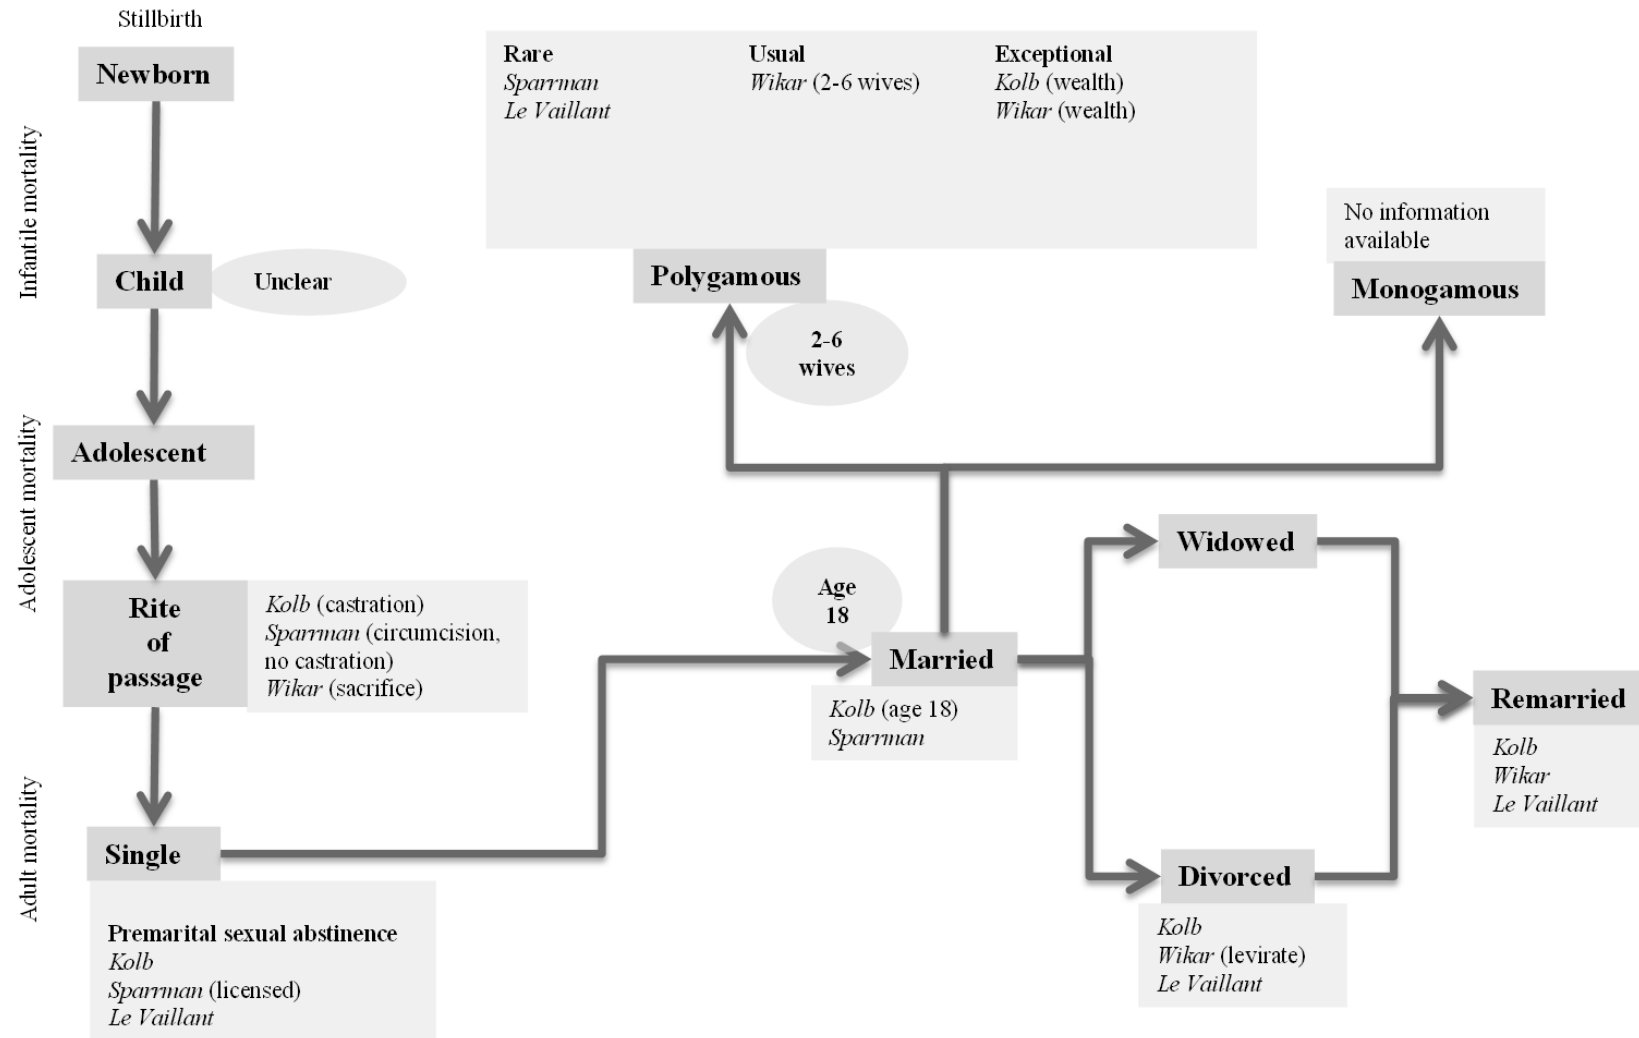 Stillbirth
Newborn
Infantile mortality
Child
Unclear
Adolescent
Adolescent mortality
Rite
of
passage
Kolb (castration)
Sparrman (circumcision,
no castration)
Wikar (sacrifice)
Adult mortality
Single
Premarital sexual abstinence
Kolb
Sparrman (licensed)
Le Vaillant
Rare
Sparrman
Le Vaillant
Usual
Wikar (2-6 wives)
Exceptional
Kolb (wealth)
Wikar (wealth)
Polygamous
2-6
wives
No information
available
Monogamous
Age
18
Married
Kolb (age 18)
Sparrman
Widowed
Divorced
Kolb
Wikar (levirate)
Le Vaillant
Remarried
Kolb
Wikar
Le Vaillant